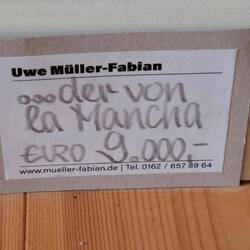 Uwe Müller-Fabian
...der von
la Mancha
EURO 9.000,-
www.mueller-fabian.de | Tel. 0162 / 657 89 64